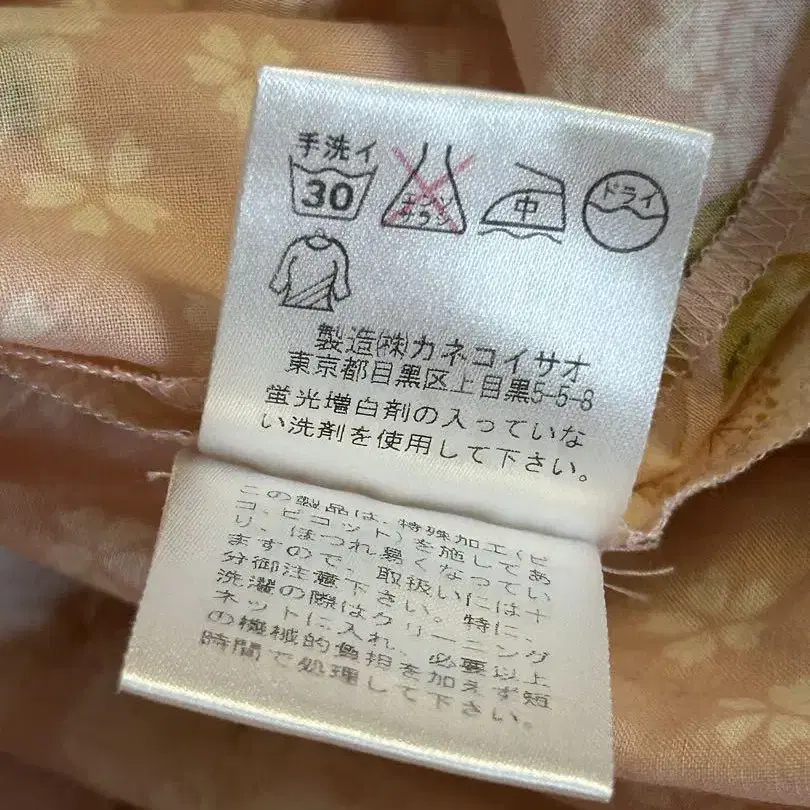 手洗イ
30
エンソ
サラシ
中
ドライ
製造㈱カネコイサオ
東京都目黒区上目黒5-5-8
蛍光増白剤の入っていな
い洗剤を使用して下さい。
この製品は、特殊加工(ピ
コ、ピコット)を施してあ
り、ほつれ易くなってい
ますので、取扱いには十
分御注意下さい。特に、
洗濯の際はクリーニング
ネットに入れ、必要以上
の機械的負担を加えず短
時間で処理して下さい。